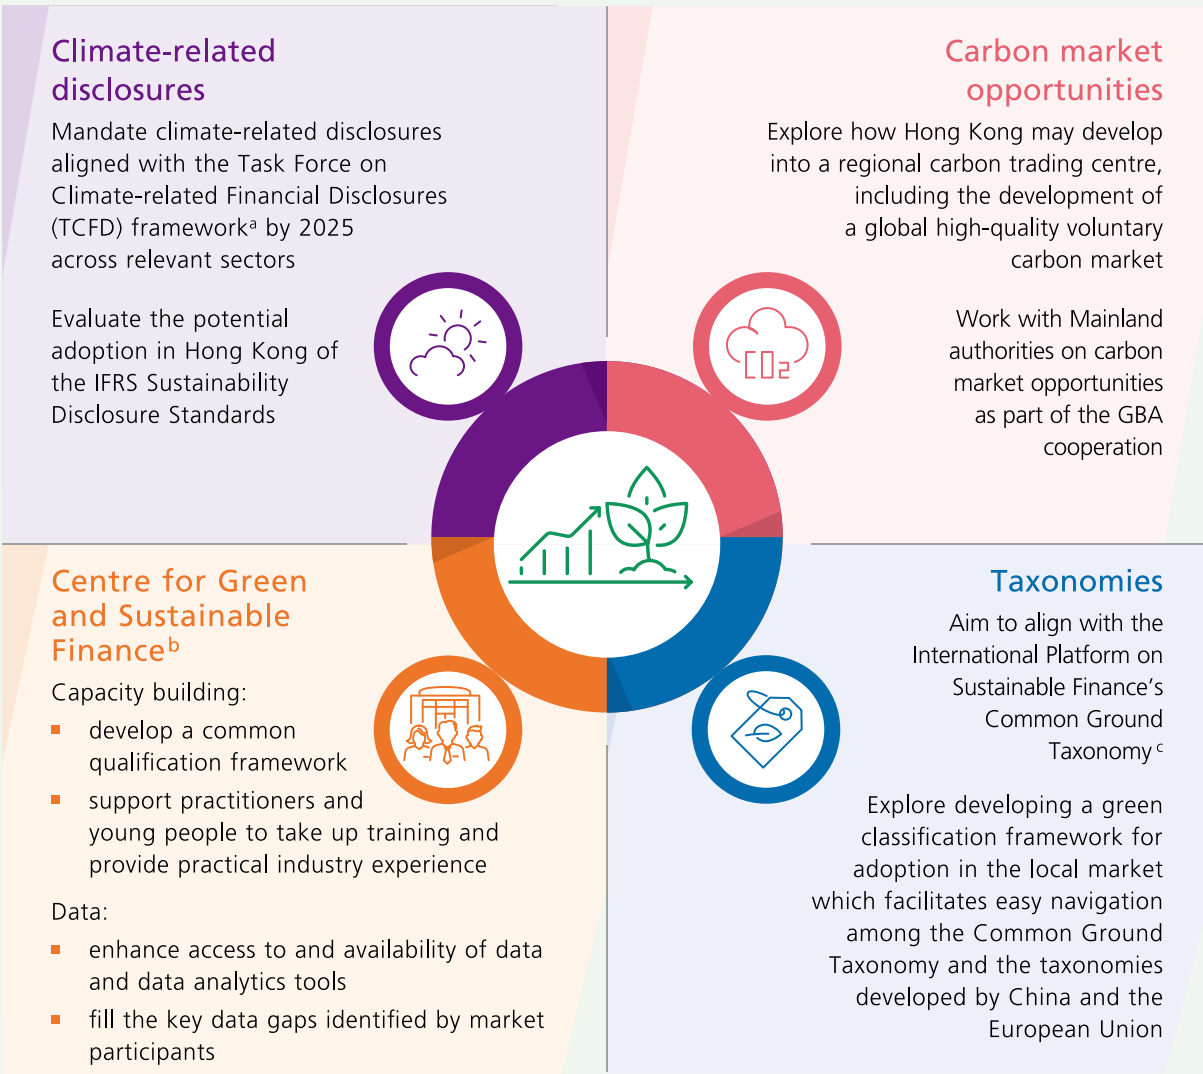 Climate-related
disclosures
Mandate climate-related disclosures
aligned with the Task Force on
Climate-related Financial Disclosures
(TCFD) frameworkᵃ by 2025
across relevant sectors
Evaluate the potential
adoption in Hong Kong of
the IFRS Sustainability
Disclosure Standards
Carbon market
opportunities
Explore how Hong Kong may develop
into a regional carbon trading centre,
including the development of
a global high-quality voluntary
carbon market
Work with Mainland
authorities on carbon
market opportunities
as part of the GBA
cooperation
CO₂
Centre for Green
and Sustainable
Financeᵇ
Capacity building:
▪ develop a common
qualification framework
▪ support practitioners and
young people to take up training and
provide practical industry experience
Data:
▪ enhance access to and availability of data
and data analytics tools
▪ fill the key data gaps identified by market
participants
Taxonomies
Aim to align with the
International Platform on
Sustainable Finance’s
Common Ground
Taxonomy ᶜ
Explore developing a green
classification framework for
adoption in the local market
which facilitates easy navigation
among the Common Ground
Taxonomy and the taxonomies
developed by China and the
European Union